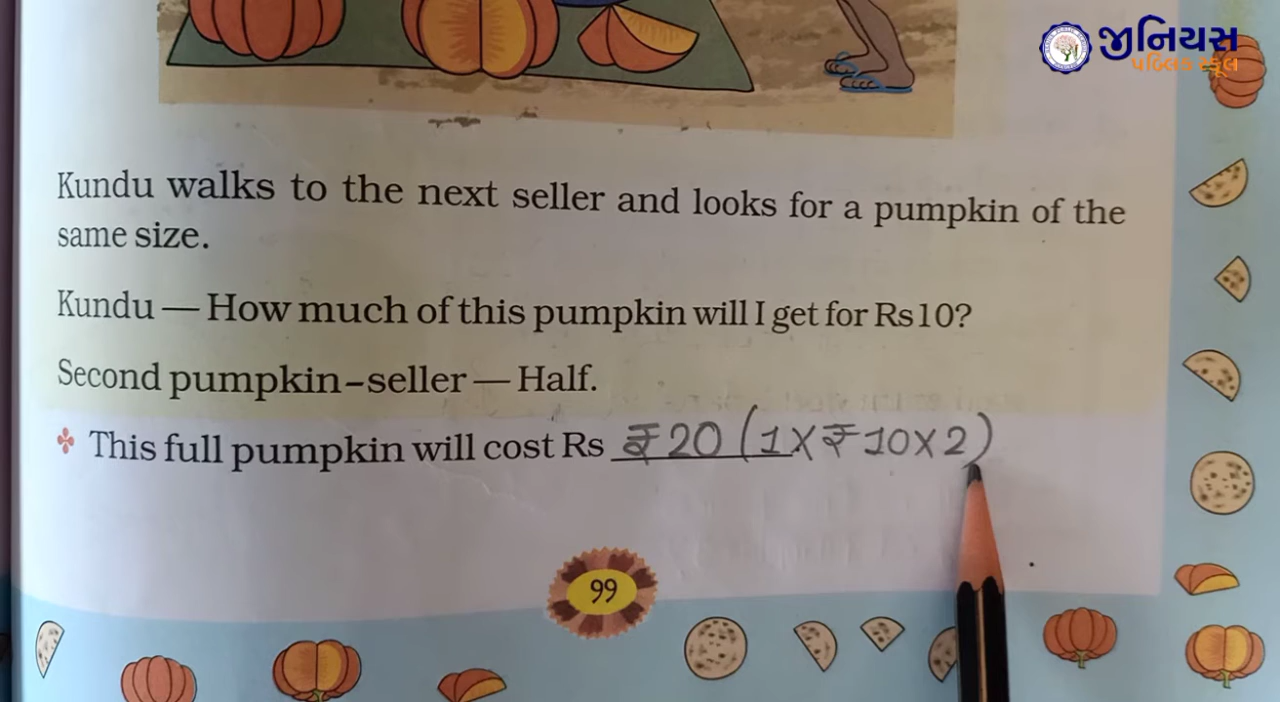 જીનિયસ
પબ્લિક સ્કૂલ
Kundu walks to the next seller and looks for a pumpkin of the
same size.
Kundu — How much of this pumpkin will I get for Rs10?
Second pumpkin–seller — Half.
This full pumpkin will cost Rs ₹20 (1×₹10×2)
99